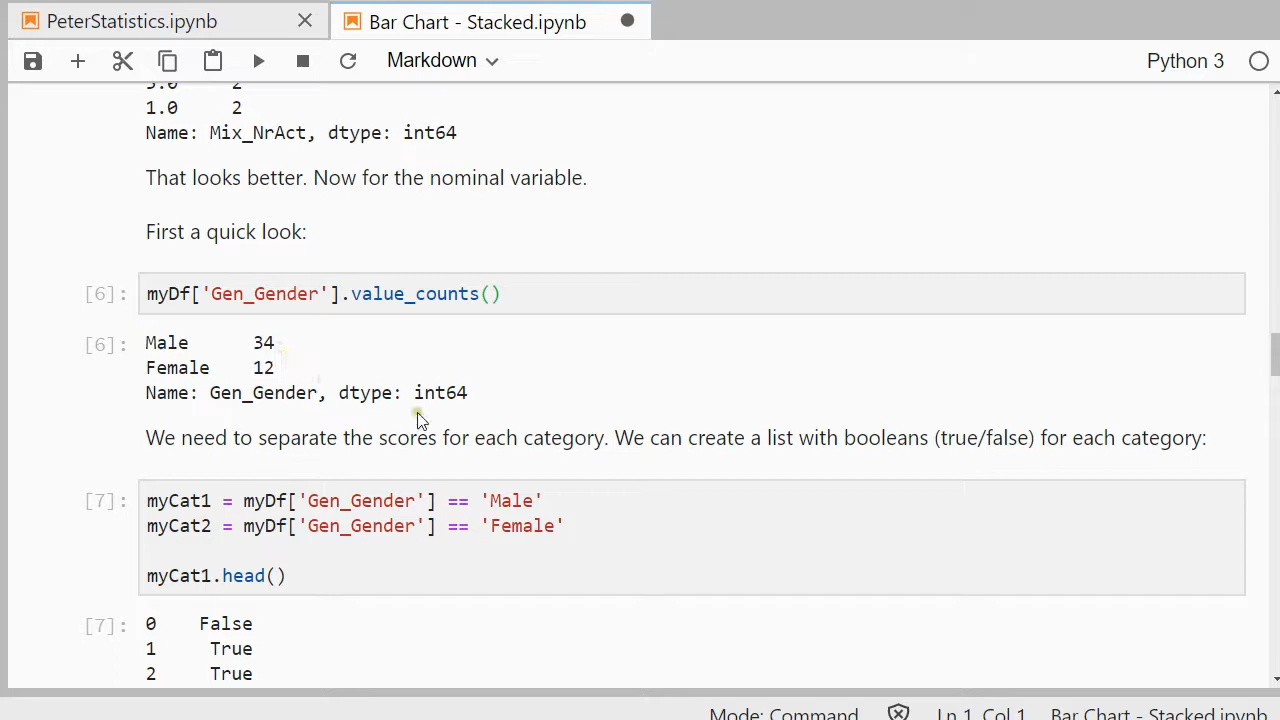 PeterStatistics.ipynb
Bar Chart - Stacked.ipynb
Markdown
Python 3
1.0 2
Name: Mix_NrAct, dtype: int64
That looks better. Now for the nominal variable.
First a quick look:
[6]: myDf['Gen_Gender'].value_counts()
[6]: Male 34
Female 12
Name: Gen_Gender, dtype: int64
We need to separate the scores for each category. We can create a list with booleans (true/false) for each category:
[7]: myCat1 = myDf['Gen_Gender'] == 'Male'
myCat2 = myDf['Gen_Gender'] == 'Female'
myCat1.head()
[7]: 0 False
1 True
2 True
Mode: Command Ln 1, Col 1 Bar Chart - Stacked.ipynb